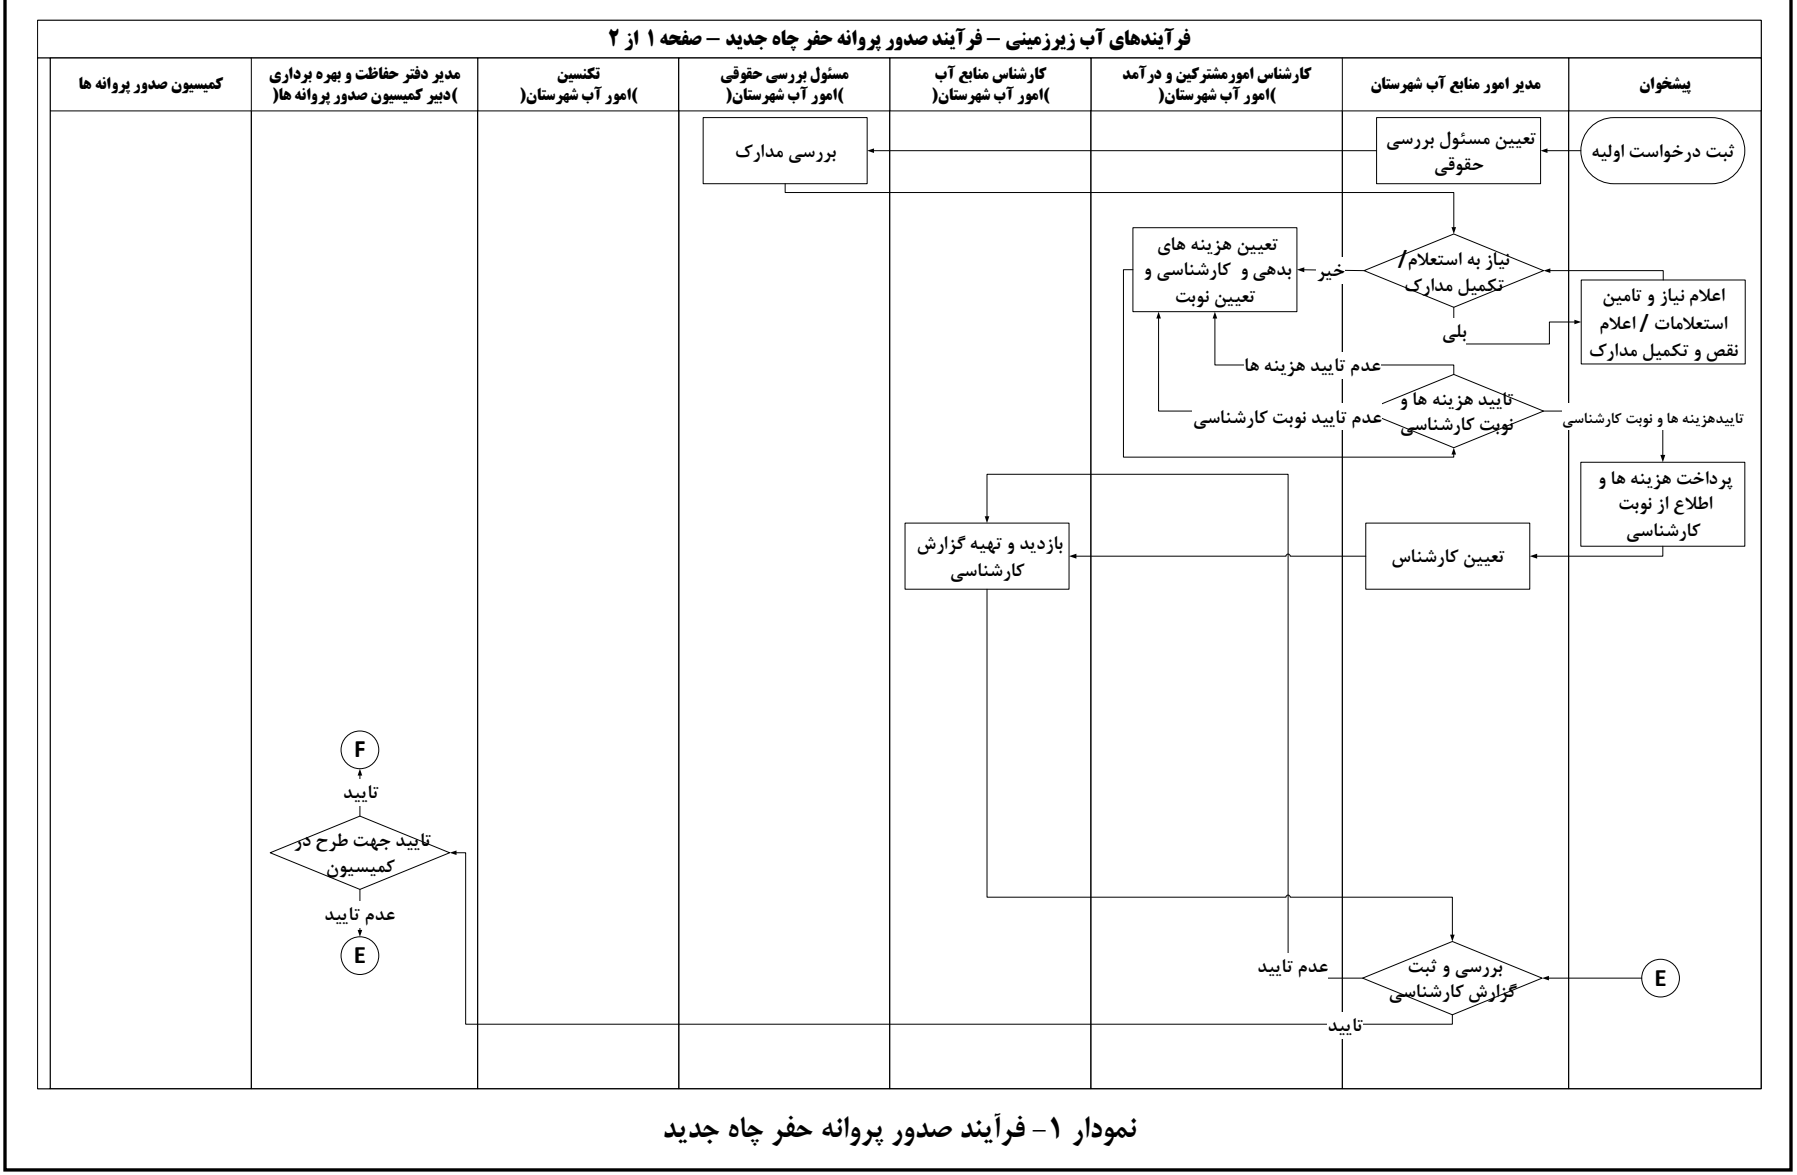 فرآیندهای آب زیرزمینی – فرآیند صدور پروانه حفر چاه جدید – صفحه ۱ از ۲
پیشخوان
مدیر امور منابع آب شهرستان
کارشناس امورمشترکین و درآمد
)امور آب شهرستان(
کارشناس منابع آب
)امور آب شهرستان(
مسئول بررسی حقوقی
)امور آب شهرستان(
تکنسین
)امور آب شهرستان(
مدیر دفتر حفاظت و بهره برداری
)دبیر کمیسیون صدور پروانه ها(
کمیسیون صدور پروانه ها
ثبت درخواست اولیه
تعیین مسئول بررسی
حقوقی
بررسی مدارک
نیاز به استعلام/
تکمیل مدارک
خیر
بلی
تعیین هزینه های
بدهی و کارشناسی و
تعیین نوبت
اعلام نیاز و تامین
استعلامات / اعلام
نقص و تکمیل مدارک
عدم تایید هزینه ها
تایید هزینه ها و
نوبت کارشناسی
عدم تایید نوبت کارشناسی
تاییدهزینه ها و نوبت کارشناسی
پرداخت هزینه ها و
اطلاع از نوبت
کارشناسی
تعیین کارشناس
بازدید و تهیه گزارش
کارشناسی
F
تایید
تایید جهت طرح در
کمیسیون
عدم تایید
E
بررسی و ثبت
گزارش کارشناسی
عدم تایید
تایید
E
نمودار ۱- فرآیند صدور پروانه حفر چاه جدید